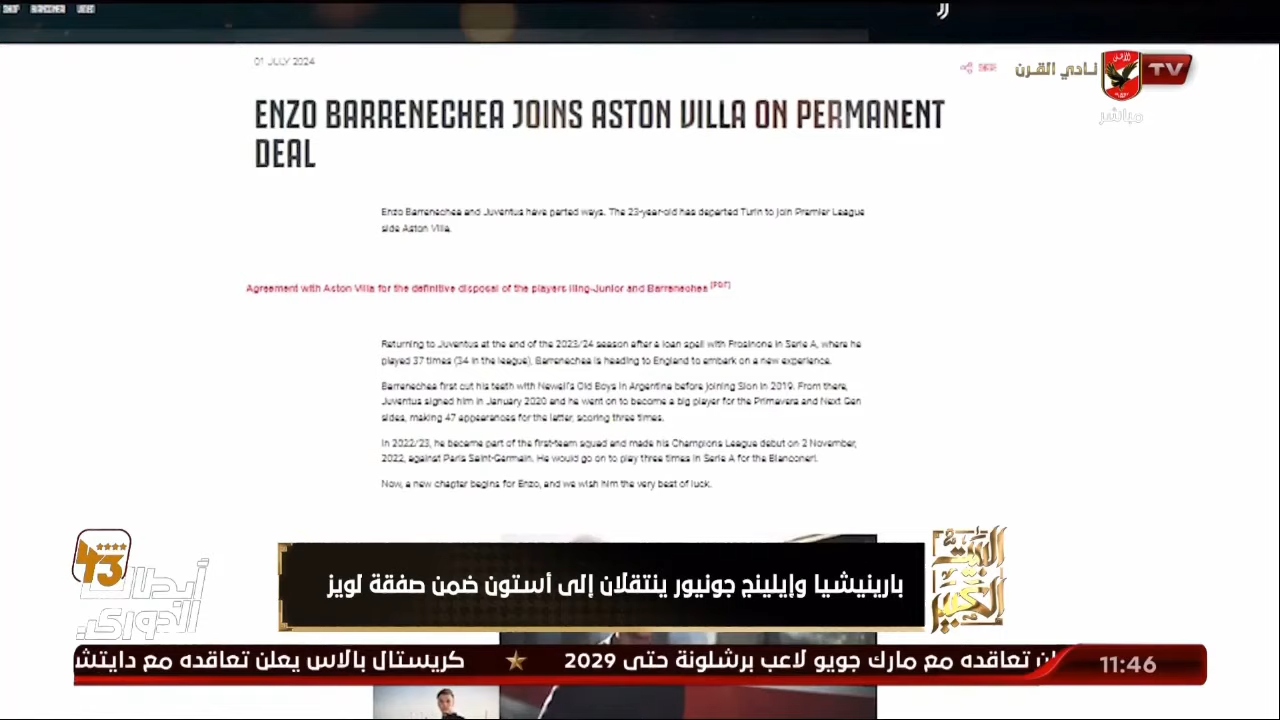 01 JULY 2024
نادي القرن
TV
مباشر
ENZO BARRENECHEA JOINS ASTON VILLA ON PERMANENT
DEAL
Enzo Barrenechea and Juventus have parted ways. The 23-year-old has departed Turin to join Premier League
side Aston Villa.
Agreement with Aston Villa for the definitive disposal of the players Iling-Junior and Barrenechea [PDF]
Returning to Juventus at the end of the 2023/24 season after a loan spell with Frosinone in Serie A, where he
played 37 times (34 in the league), Barrenechea is heading to England to embark on a new experience.
Barrenechea first cut his teeth with Newell's Old Boys in Argentina before joining Sion in 2019. From there,
Juventus signed him in January 2020 and he went on to become a big player for the Primavera and Next Gen
sides, making 47 appearances for the latter, scoring three times.
In 2022/23, he became part of the first-team squad and made his Champions League debut on 2 November,
2022, against Paris Saint-Germain. He would go on to play three times in Serie A for the Bianconeri.
Now, a new chapter begins for Enzo, and we wish him the very best of luck.
43
أبطال
الدوري
بارينيشيا وإيلينج جونيور ينتقلان إلى أستون ضمن صفقة لويز
البيت
الكبير
ن تعاقده مع مارك جويو لاعب برشلونة حتى 2029
كريستال بالاس يعلن تعاقده مع دايتش
11:46